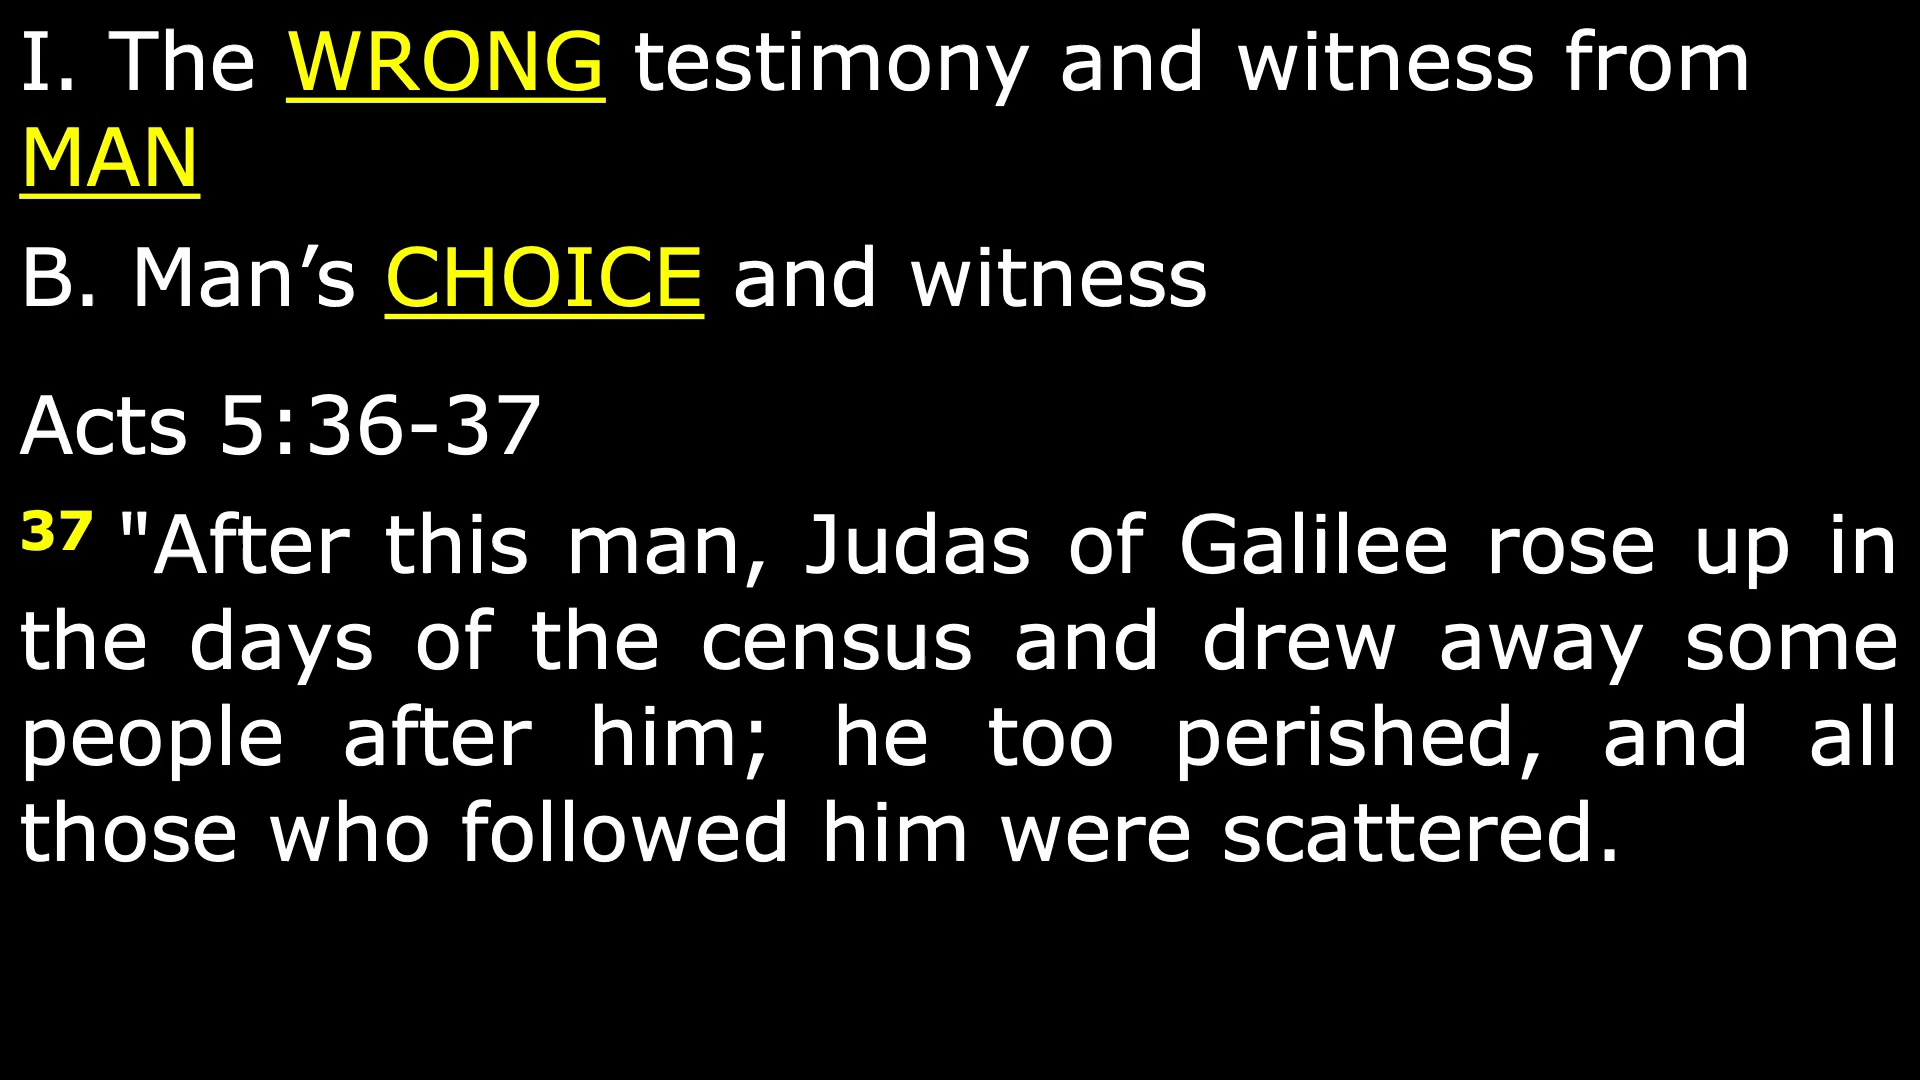 I. The WRONG testimony and witness from
MAN
B. Man’s CHOICE and witness
Acts 5:36-37
37 "After this man, Judas of Galilee rose up in
the days of the census and drew away some
people after him; he too perished, and all
those who followed him were scattered.